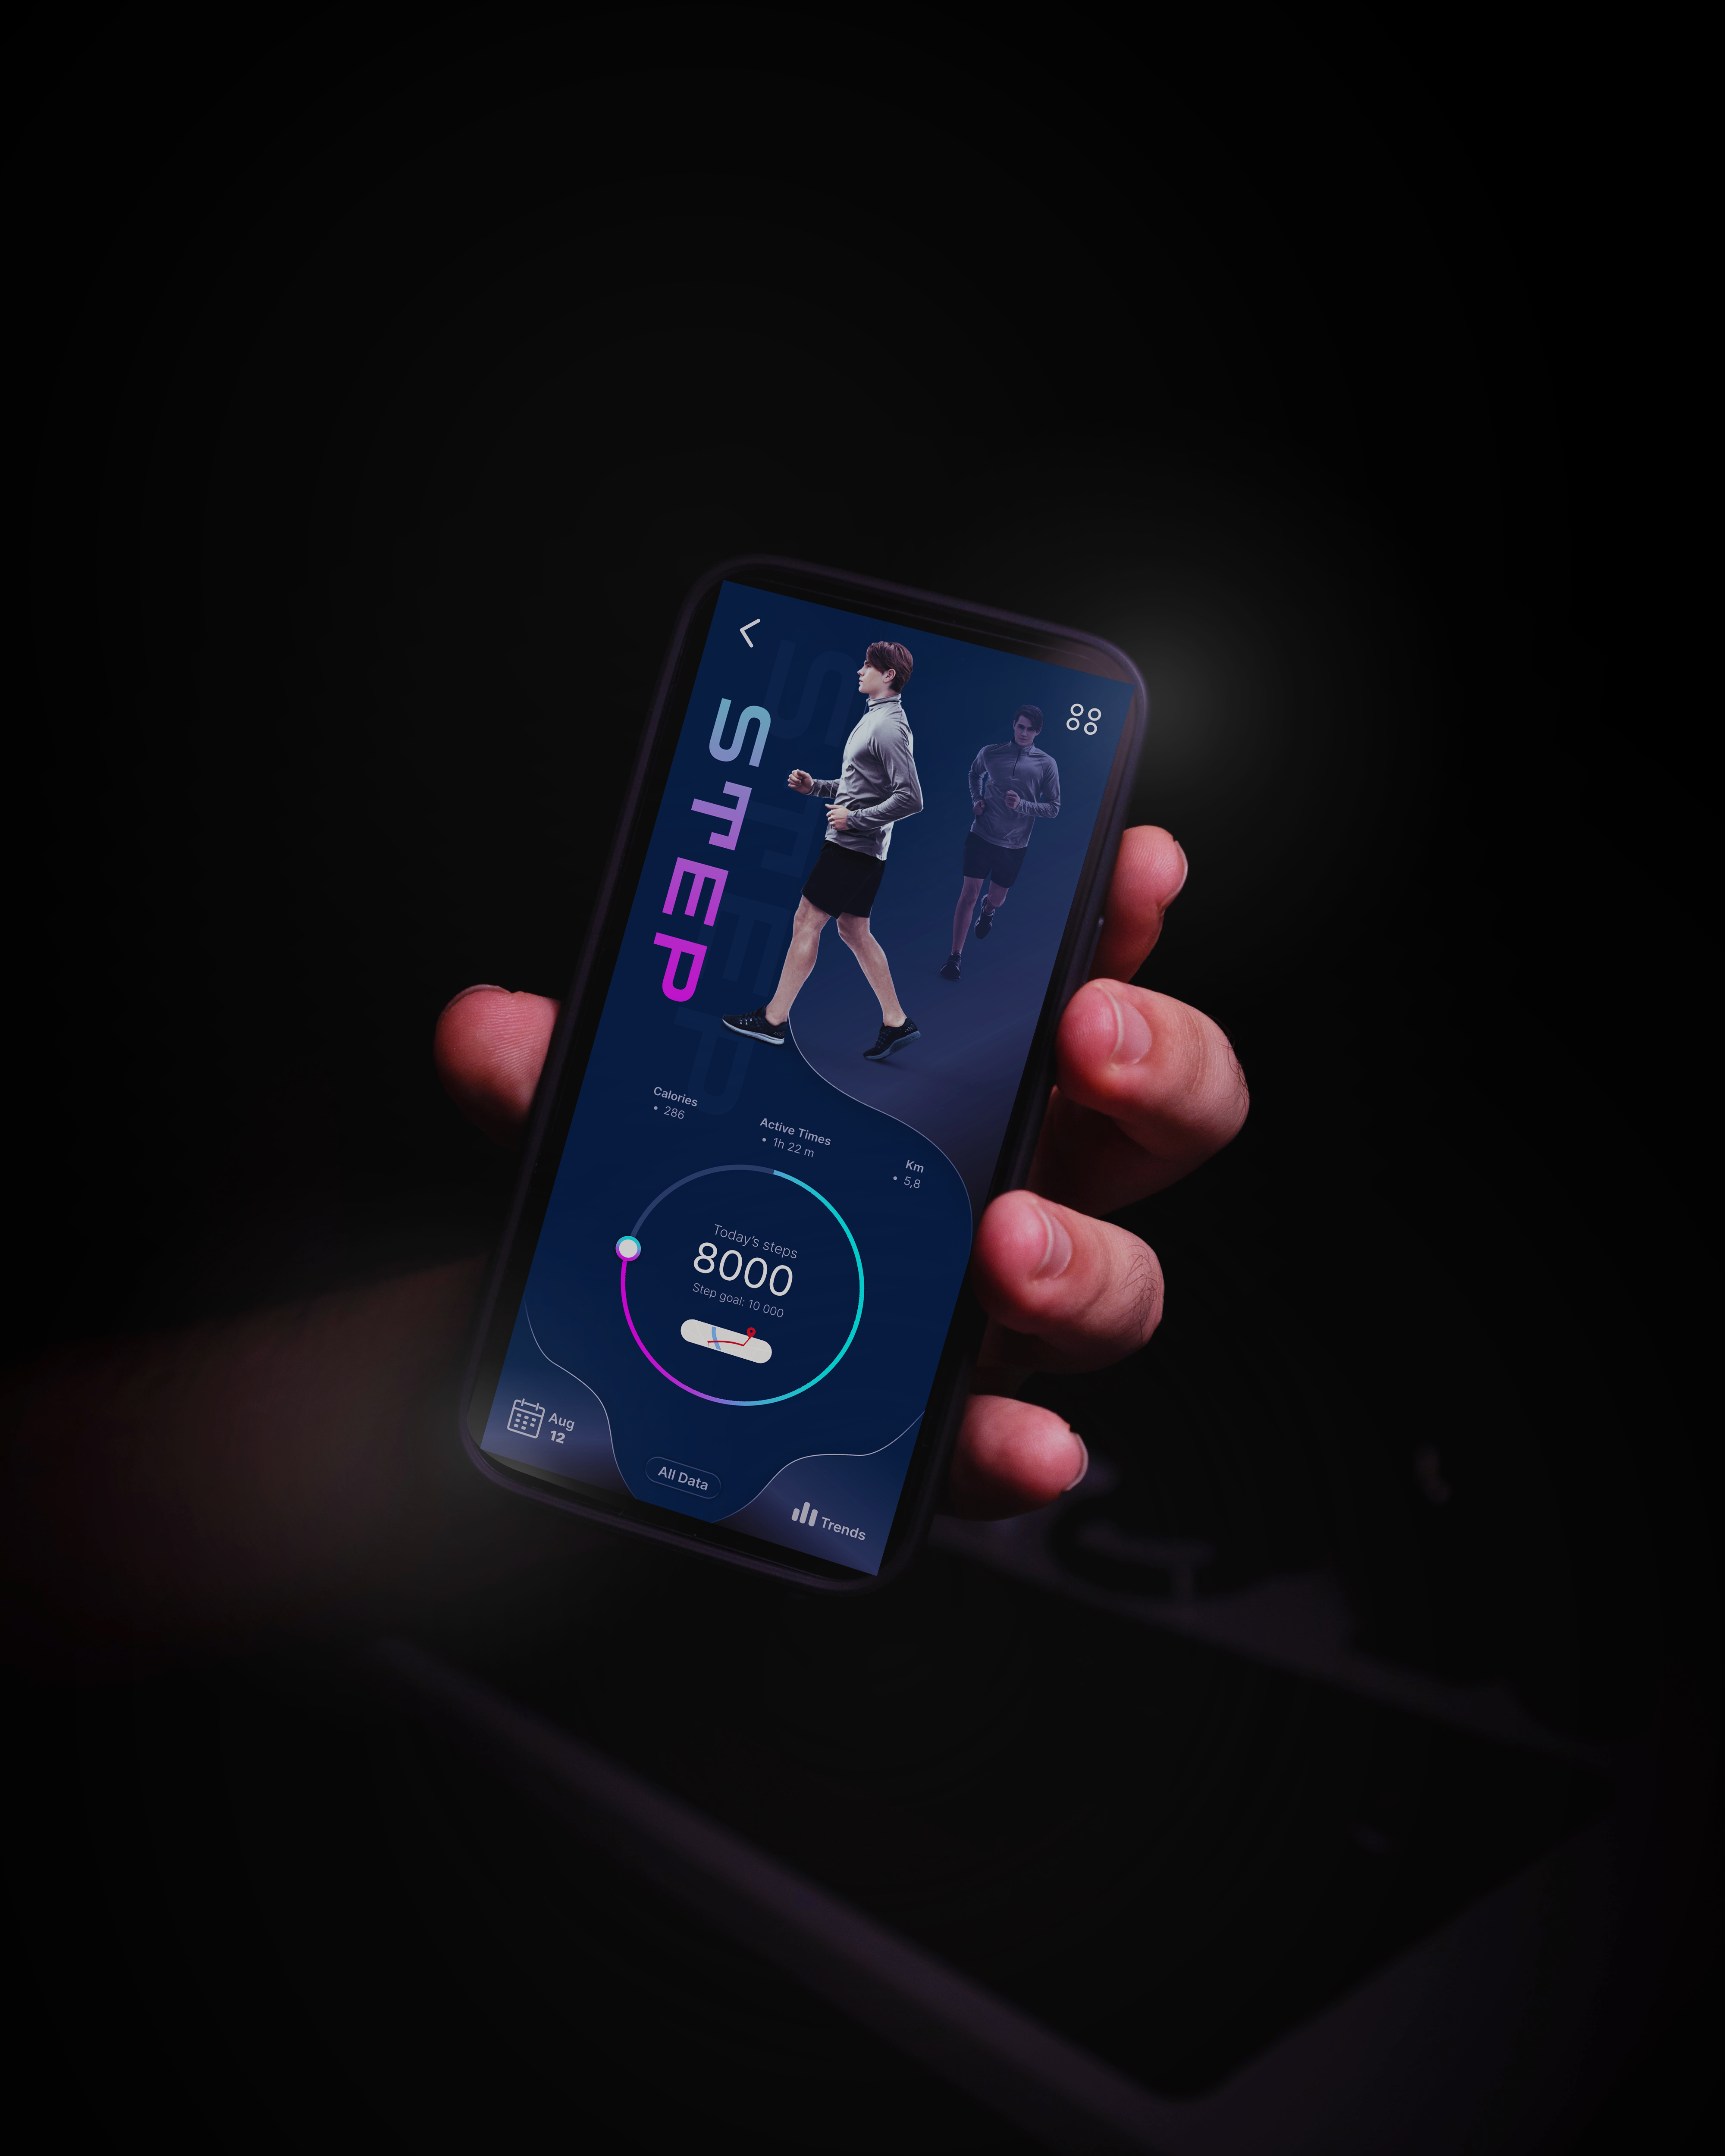 STEP
STEP
Calories
• 286
Active Times
• 1h 22 m
Km
• 5,8
Today's steps
8000
Step goal: 10 000
Aug
12
All Data
Trends